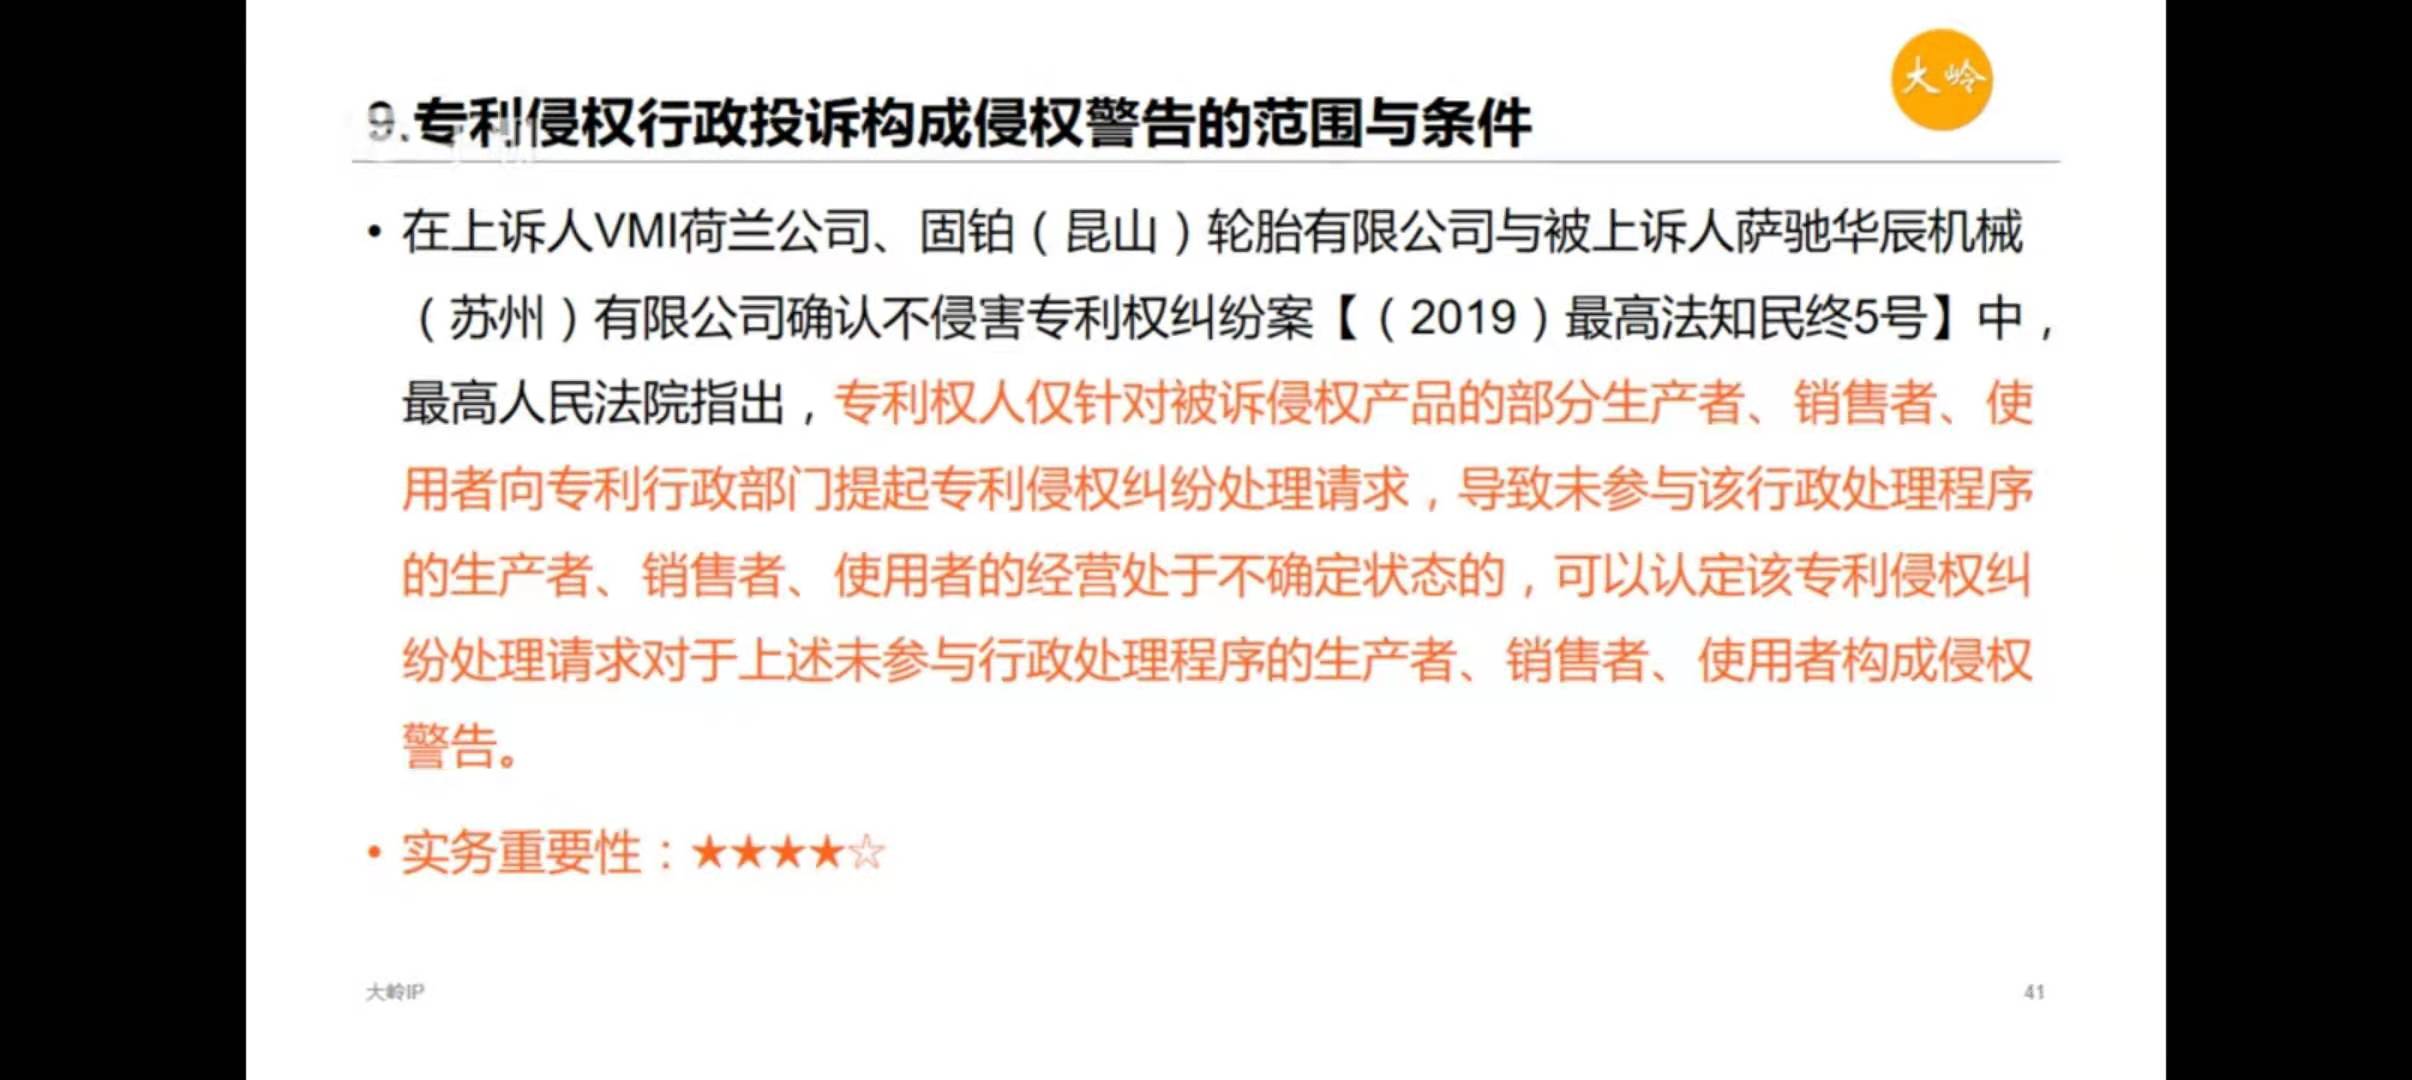 大岭
9.专利侵权行政投诉构成侵权警告的范围与条件
• 在上诉人VMI荷兰公司、固铂（昆山）轮胎有限公司与被上诉人萨驰华辰机械
（苏州）有限公司确认不侵害专利权纠纷案【（2019）最高法知民终5号】中，
最高人民法院指出，专利权人仅针对被诉侵权产品的部分生产者、销售者、使
用者向专利行政部门提起专利侵权纠纷处理请求，导致未参与该行政处理程序
的生产者、销售者、使用者的经营处于不确定状态的，可以认定该专利侵权纠
纷处理请求对于上述未参与行政处理程序的生产者、销售者、使用者构成侵权
警告。
• 实务重要性：★★★★☆
大岭IP
41